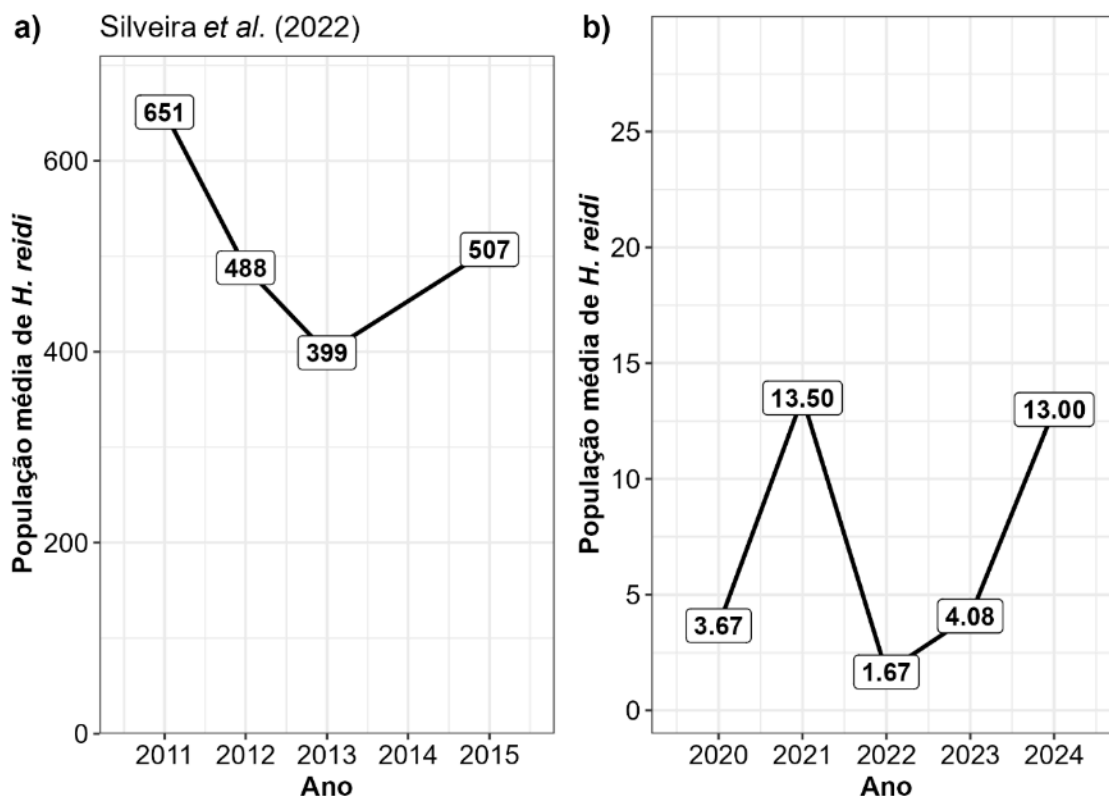 a) Silveira et al. (2022)
População média de H. reidi
600
400
200
0
651
488
399
507
2011 2012 2013 2014 2015
Ano
b)
População média de H. reidi
25
20
15
10
5
0
3.67
13.50
1.67
4.08
13.00
2020 2021 2022 2023 2024
Ano